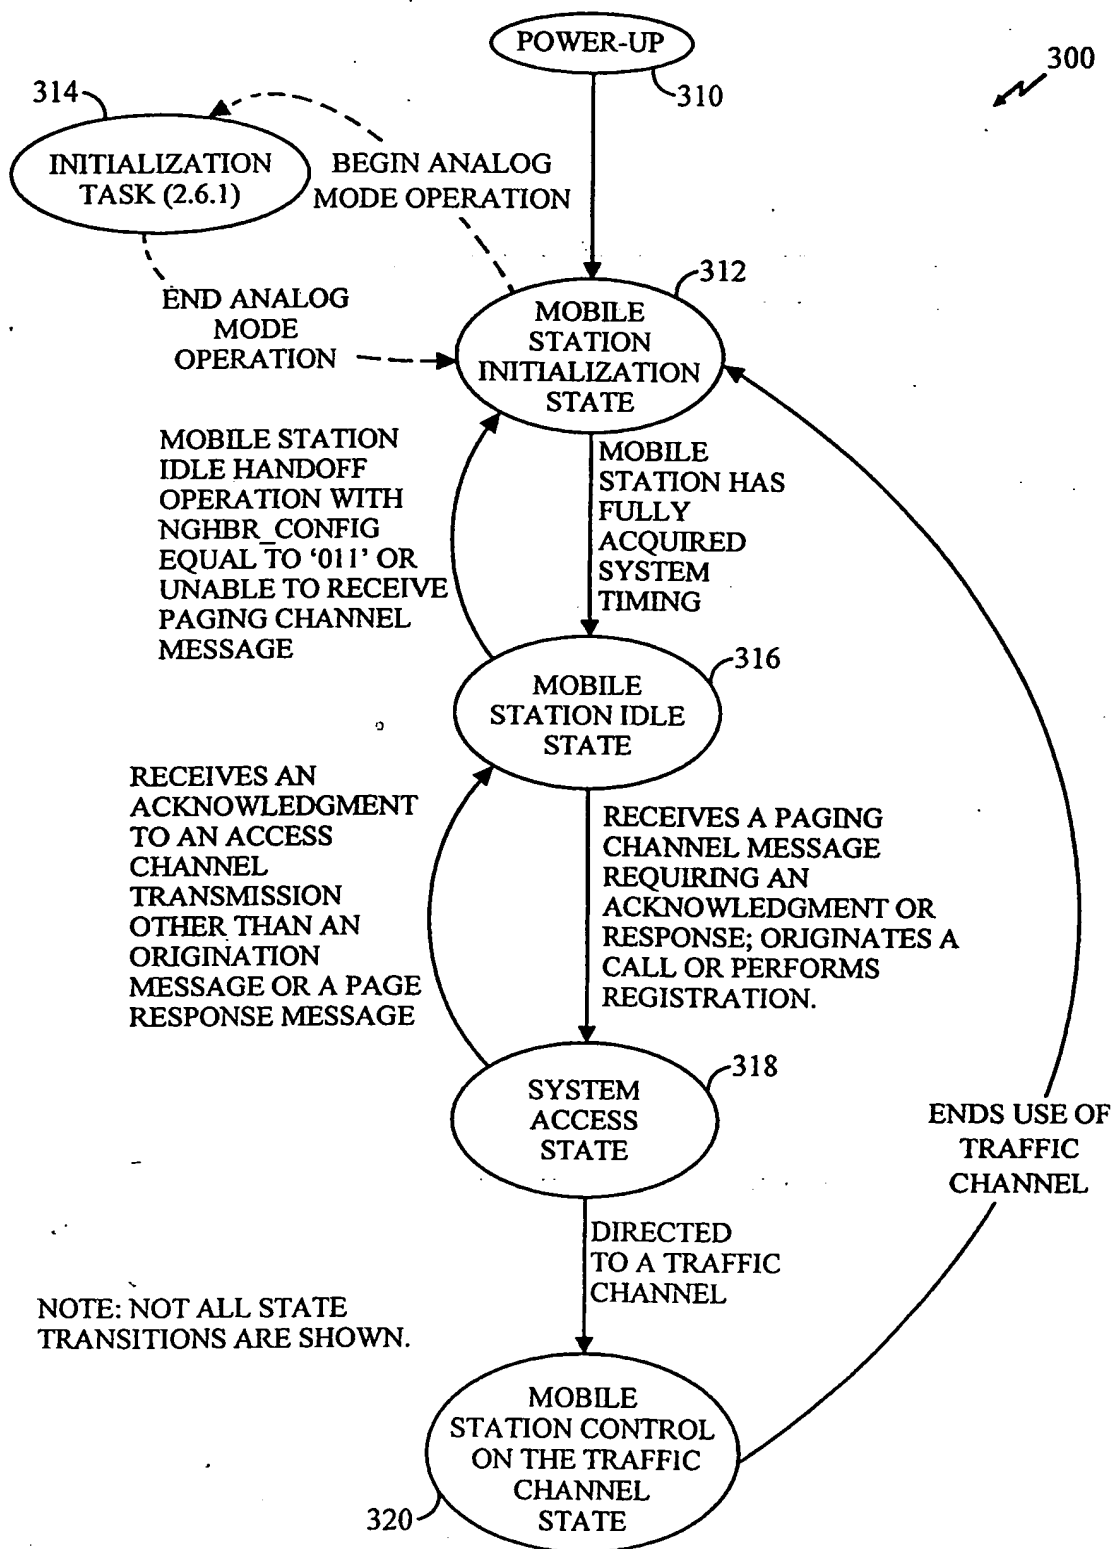 POWER-UP
310
300
314
INITIALIZATION
TASK (2.6.1)
BEGIN ANALOG
MODE OPERATION
END ANALOG
MODE
OPERATION
312
MOBILE
STATION
INITIALIZATION
STATE
MOBILE STATION
IDLE HANDOFF
OPERATION WITH
NGHBR_CONFIG
EQUAL TO ‘011’ OR
UNABLE TO RECEIVE
PAGING CHANNEL
MESSAGE
MOBILE
STATION HAS
FULLY
ACQUIRED
SYSTEM
TIMING
316
MOBILE
STATION IDLE
STATE
RECEIVES AN
ACKNOWLEDGMENT
TO AN ACCESS
CHANNEL
TRANSMISSION
OTHER THAN AN
ORIGINATION
MESSAGE OR A PAGE
RESPONSE MESSAGE
RECEIVES A PAGING
CHANNEL MESSAGE
REQUIRING AN
ACKNOWLEDGMENT OR
RESPONSE; ORIGINATES A
CALL OR PERFORMS
REGISTRATION.
318
SYSTEM
ACCESS
STATE
ENDS USE OF
TRAFFIC
CHANNEL
DIRECTED
TO A TRAFFIC
CHANNEL
NOTE: NOT ALL STATE
TRANSITIONS ARE SHOWN.
MOBILE
STATION CONTROL
ON THE TRAFFIC
CHANNEL
STATE
320